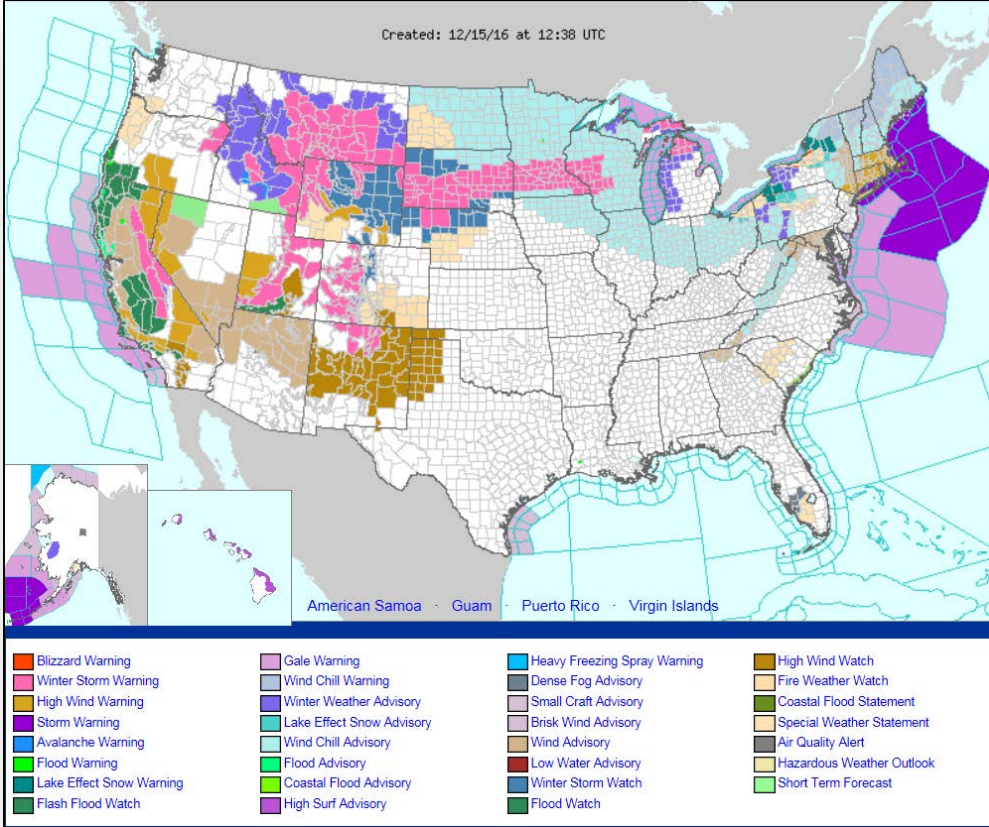 Created: 12/15/16 at 12:38 UTC
American Samoa · Guam · Puerto Rico · Virgin Islands
Blizzard Warning
Winter Storm Warning
High Wind Warning
Storm Warning
Avalanche Warning
Flood Warning
Lake Effect Snow Warning
Flash Flood Watch
Gale Warning
Wind Chill Warning
Winter Weather Advisory
Lake Effect Snow Advisory
Wind Chill Advisory
Flood Advisory
Coastal Flood Advisory
High Surf Advisory
Heavy Freezing Spray Warning
Dense Fog Advisory
Small Craft Advisory
Brisk Wind Advisory
Wind Advisory
Low Water Advisory
Winter Storm Watch
Flood Watch
High Wind Watch
Fire Weather Watch
Coastal Flood Statement
Special Weather Statement
Air Quality Alert
Hazardous Weather Outlook
Short Term Forecast